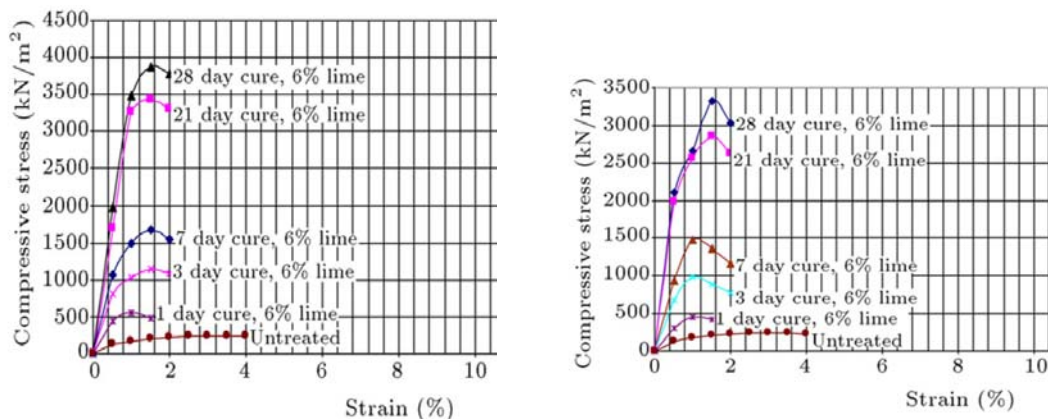 Compressive stress (kN/m²)
4500
4000
3500
3000
2500
2000
1500
1000
500
0
28 day cure, 6% lime
21 day cure, 6% lime
7 day cure, 6% lime
3 day cure, 6% lime
1 day cure, 6% lime
Untreated
0 2 4 6 8 10
Strain (%)
Compressive stress (kN/m²)
3500
3000
2500
2000
1500
1000
500
0
28 day cure, 6% lime
21 day cure, 6% lime
7 day cure, 6% lime
3 day cure, 6% lime
1 day cure, 6% lime
Untreated
0 2 4 6 8 10
Strain (%)